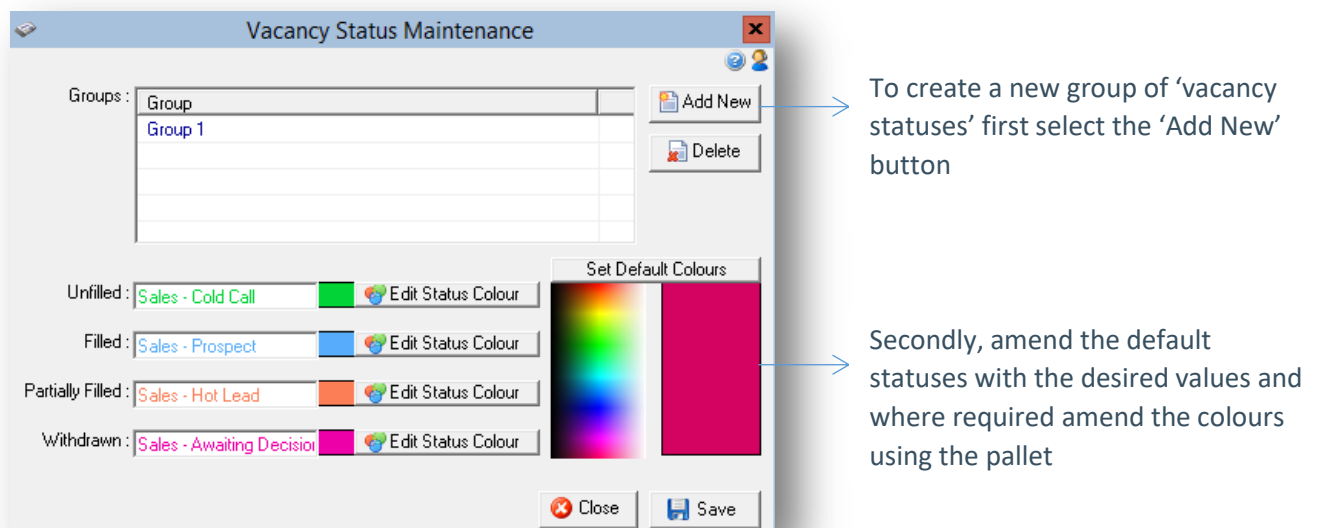 Vacancy Status Maintenance
Groups :
Group
Group 1
Add New
Delete
To create a new group of ‘vacancy
statuses’ first select the ‘Add New’
button
Set Default Colours
Unfilled :
Sales - Cold Call
Edit Status Colour
Filled :
Sales - Prospect
Edit Status Colour
Partially Filled :
Sales - Hot Lead
Edit Status Colour
Withdrawn :
Sales - Awaiting Decisio
Edit Status Colour
Secondly, amend the default
statuses with the desired values and
where required amend the colours
using the pallet
Close
Save